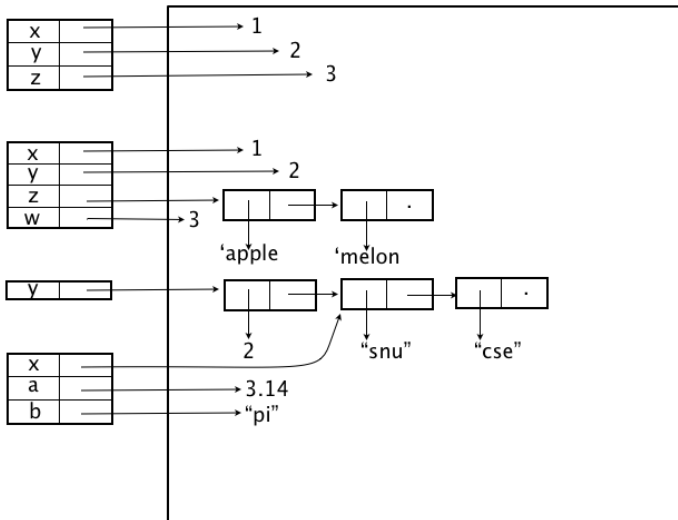 x 1
y 2
z 3
x 1
y 2
z
w 3
‘apple ‘melon
y
2 “snu” “cse”
x
a 3.14
b “pi”